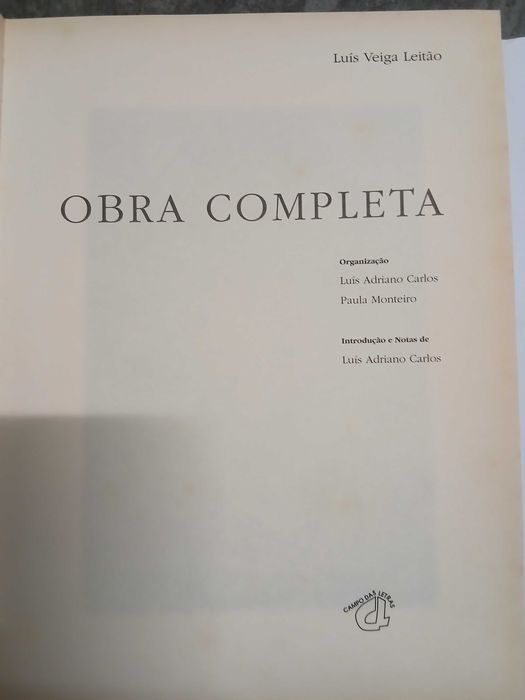 Luís Veiga Leitão
OBRA COMPLETA
Organização
Luís Adriano Carlos
Paula Monteiro
Introdução e Notas de
Luís Adriano Carlos
CAMPO DAS LETRAS